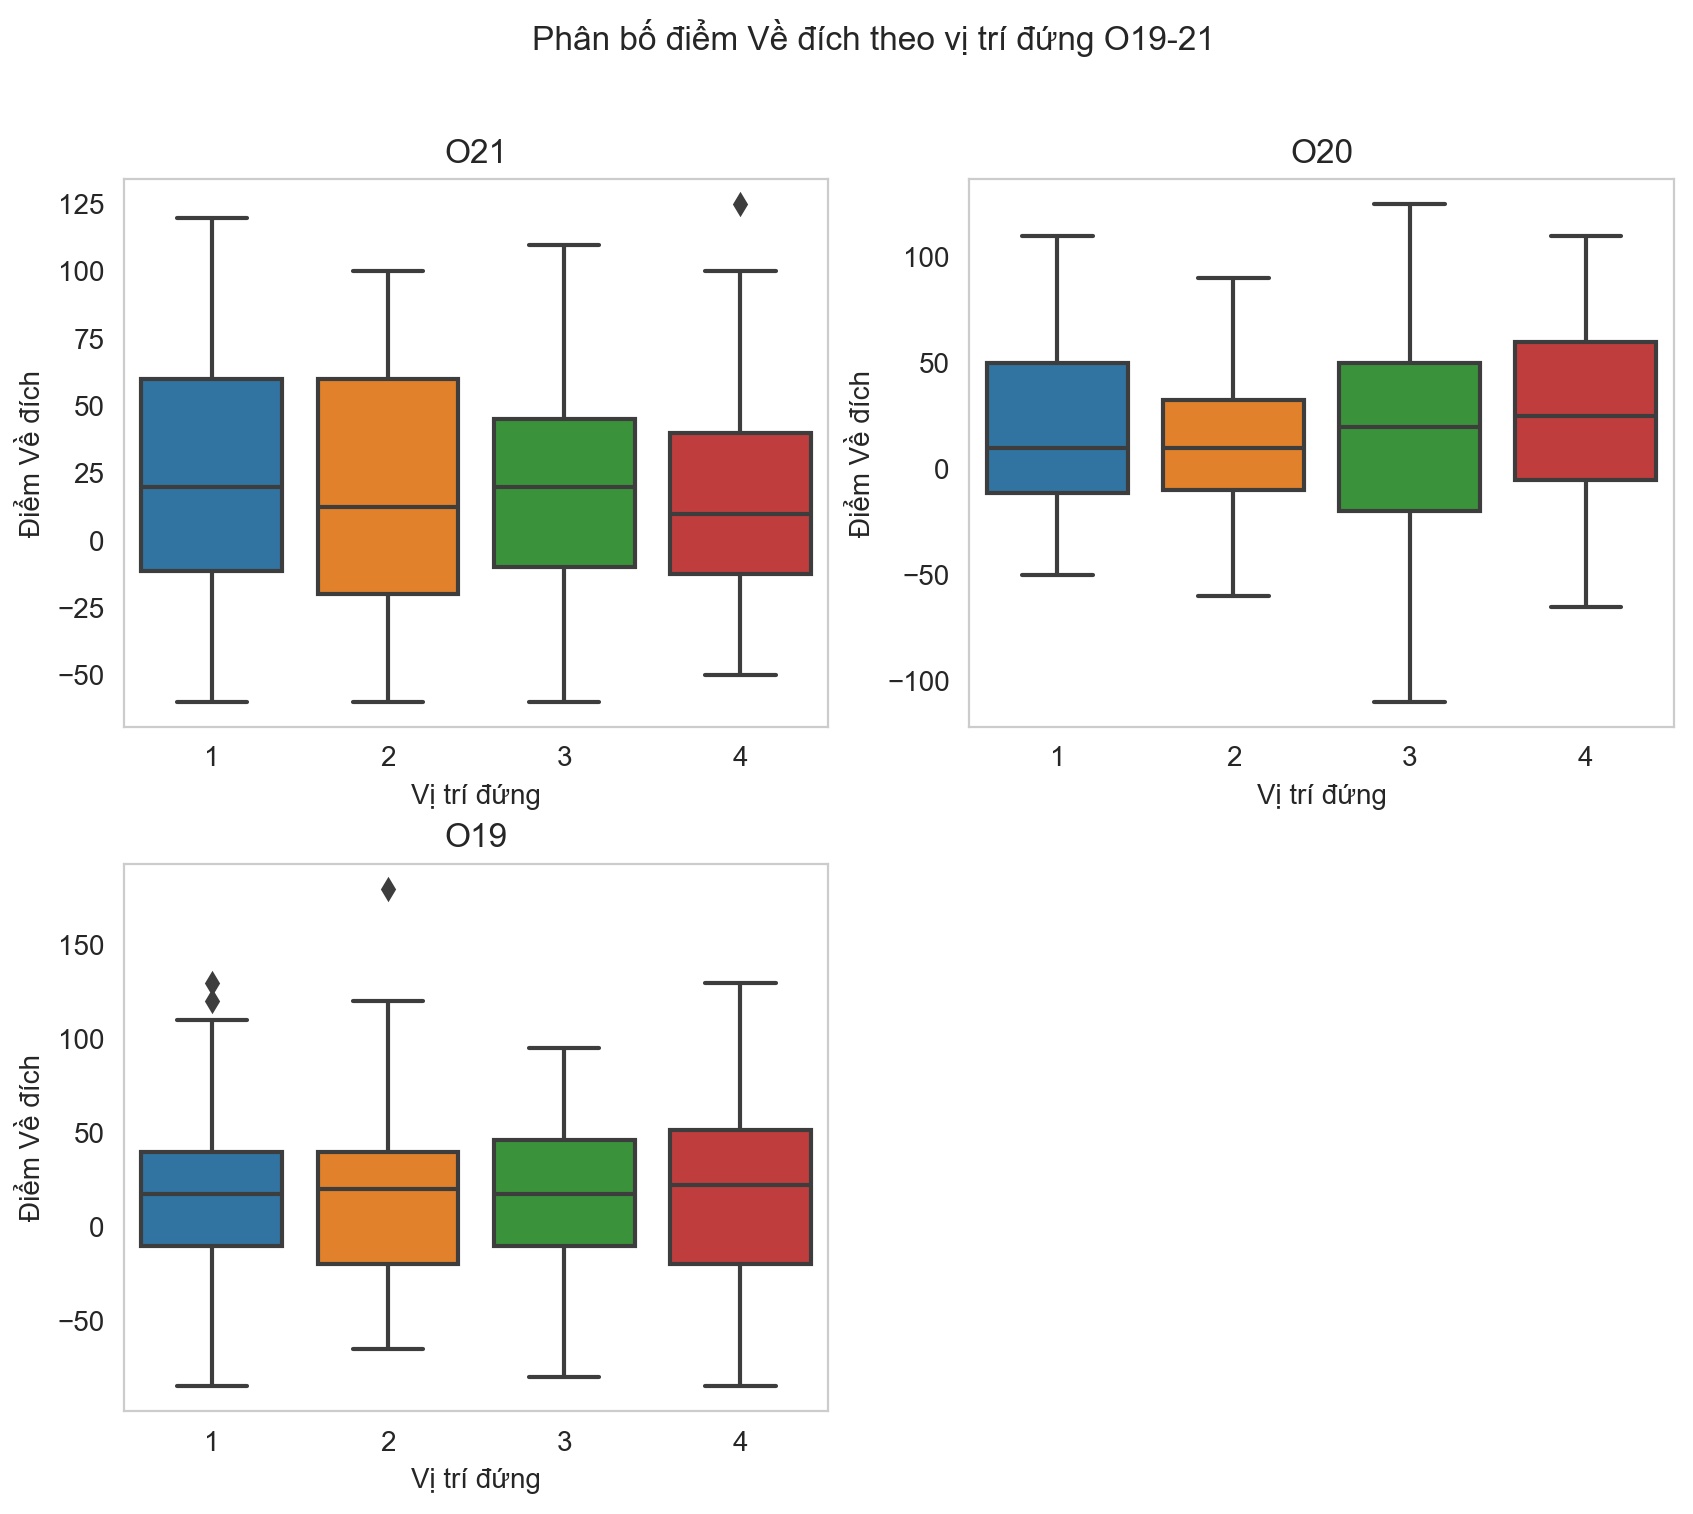 Phân bố điểm Về đích theo vị trí đứng O19-21
O21
125
100
75
50
25
0
−25
−50
Điểm Về đích
1 2 3 4
Vị trí đứng
O20
100
50
0
−50
−100
Điểm Về đích
1 2 3 4
Vị trí đứng
O19
150
100
50
0
−50
Điểm Về đích
1 2 3 4
Vị trí đứng